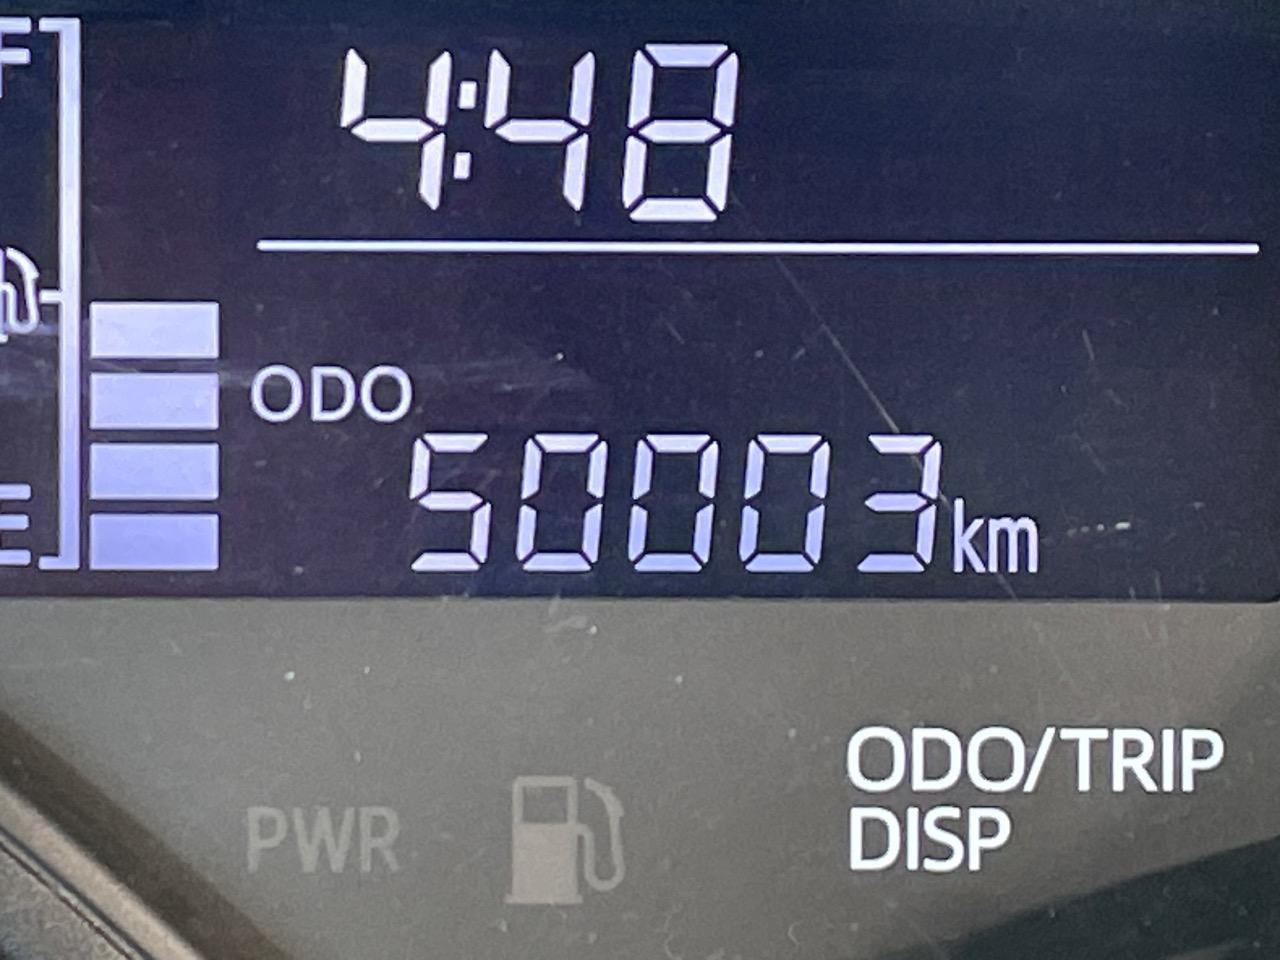 F
4:48
ODO
50003km
E
ODO/TRIP
DISP
PWR